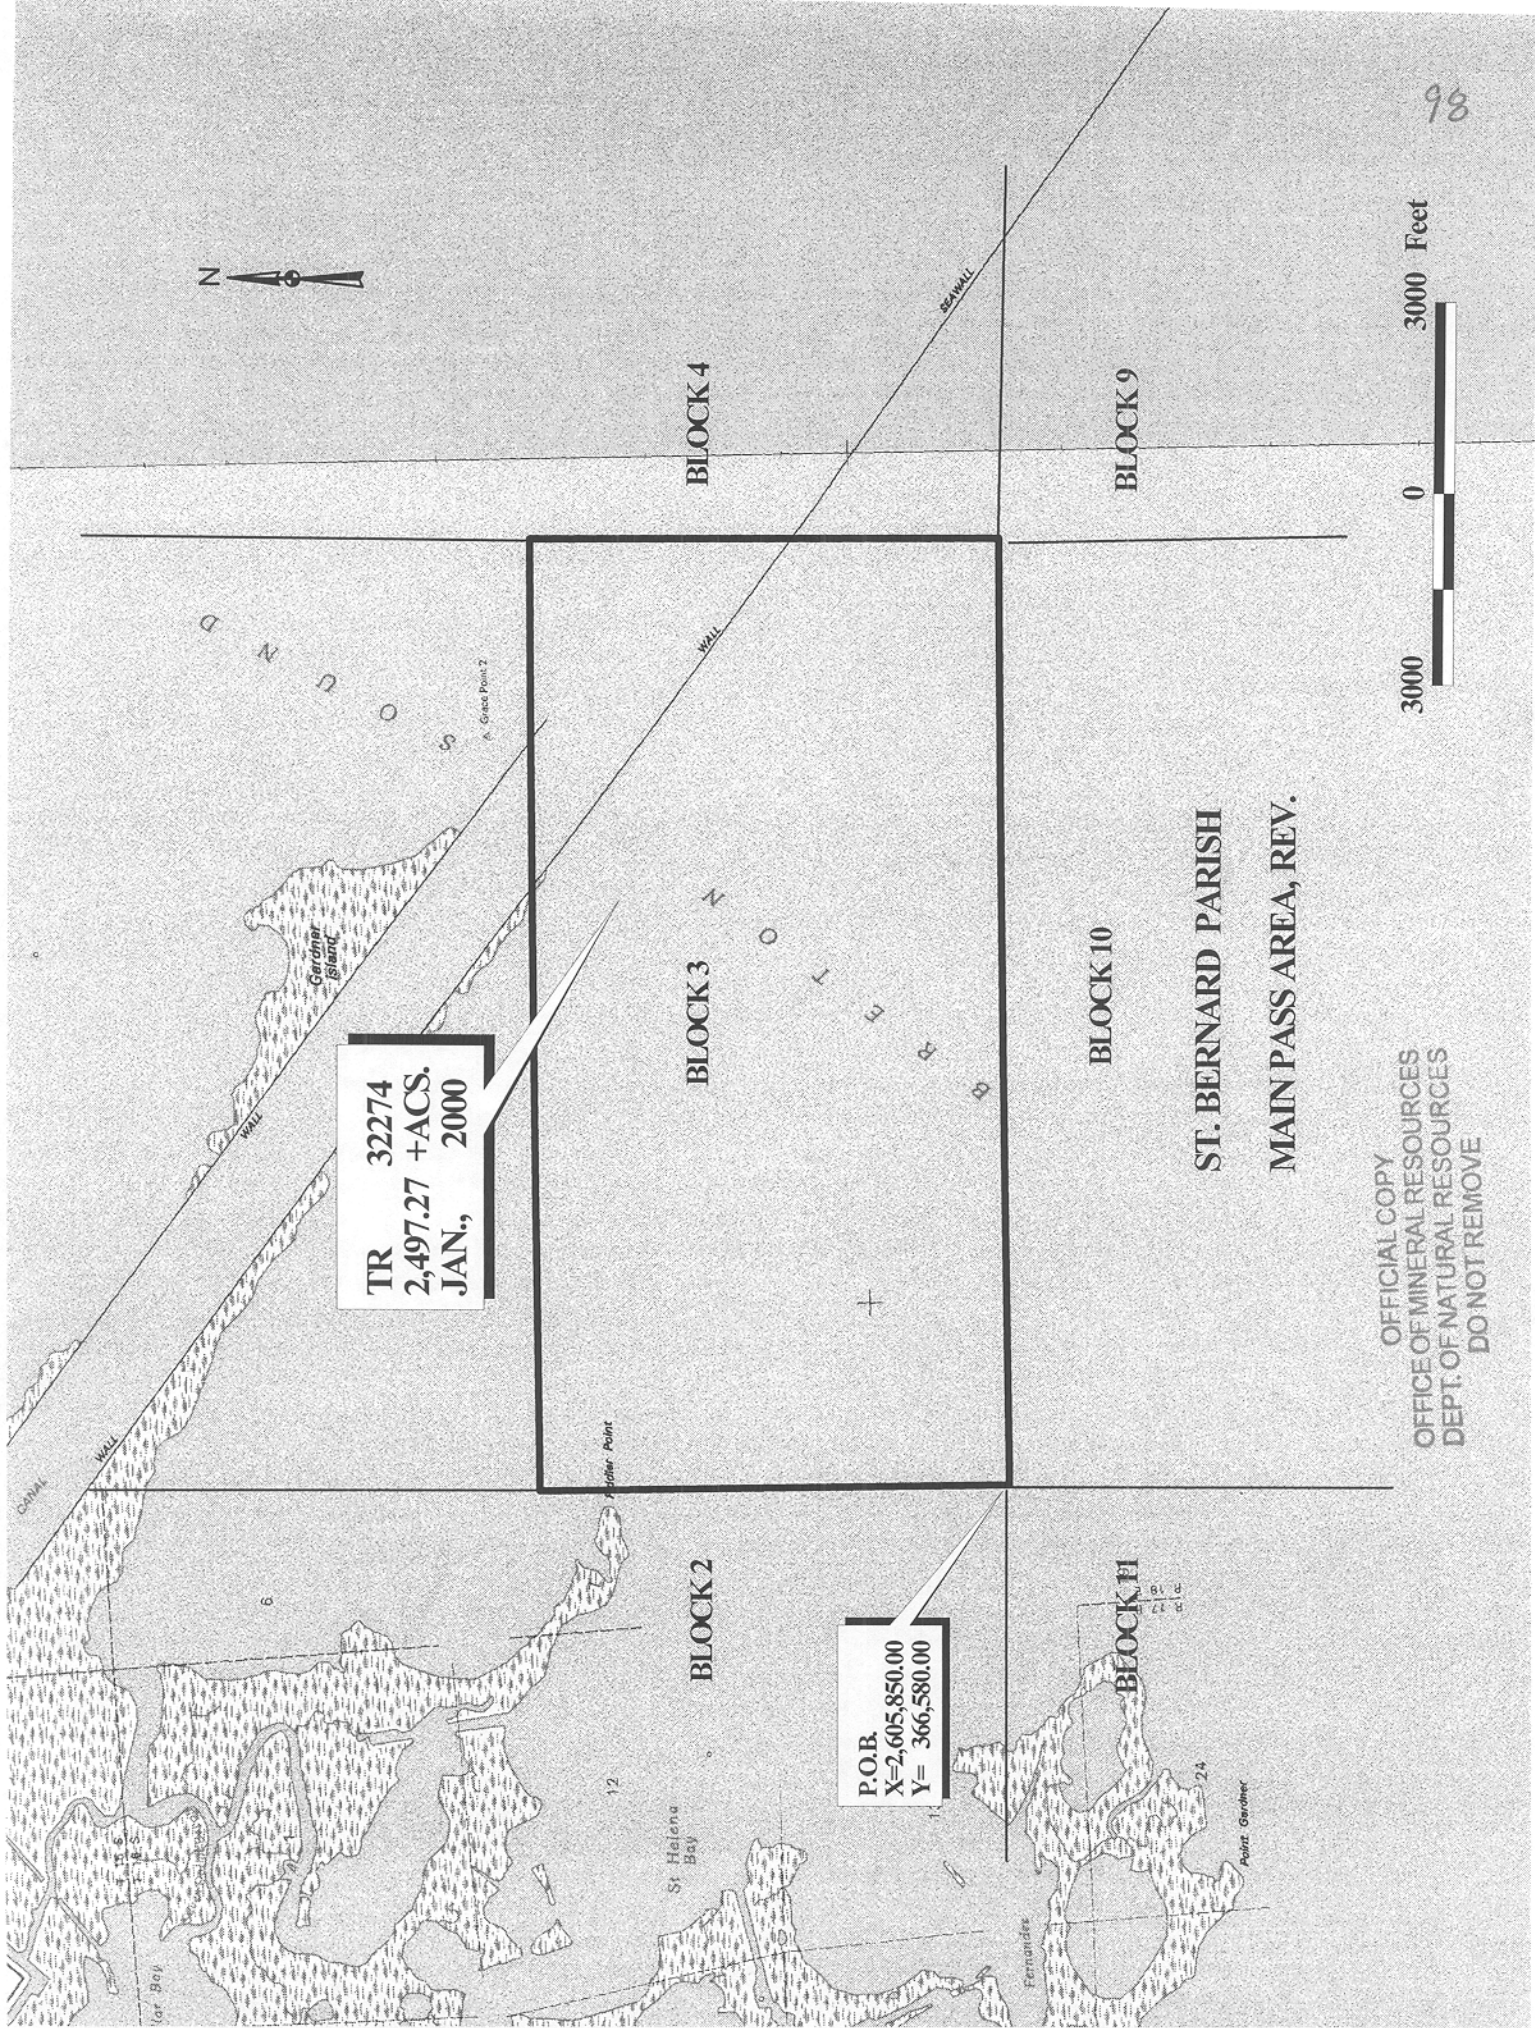 98
N
D
N
U
O
S
Grace Point 2
Gardner
Island
WALL
WALL
CANAL
WALL
SEAWALL
TR 32274
2,497.27 +ACS.
JAN., 2000
BLOCK 4
BLOCK 3
BLOCK 2
N
O
T
E
R
B
6
12
St Helena
Bay
P.O.B.
X=2,605,850.00
Y= 366,580.00
BLOCK 9
BLOCK 10
BLOCK 11
R 17
R 18
24
Point Gardner
Fernandez
ST. BERNARD PARISH
MAIN PASS AREA, REV.
3000 0 3000 Feet
OFFICIAL COPY
OFFICE OF MINERAL RESOURCES
DEPT. OF NATURAL RESOURCES
DO NOT REMOVE